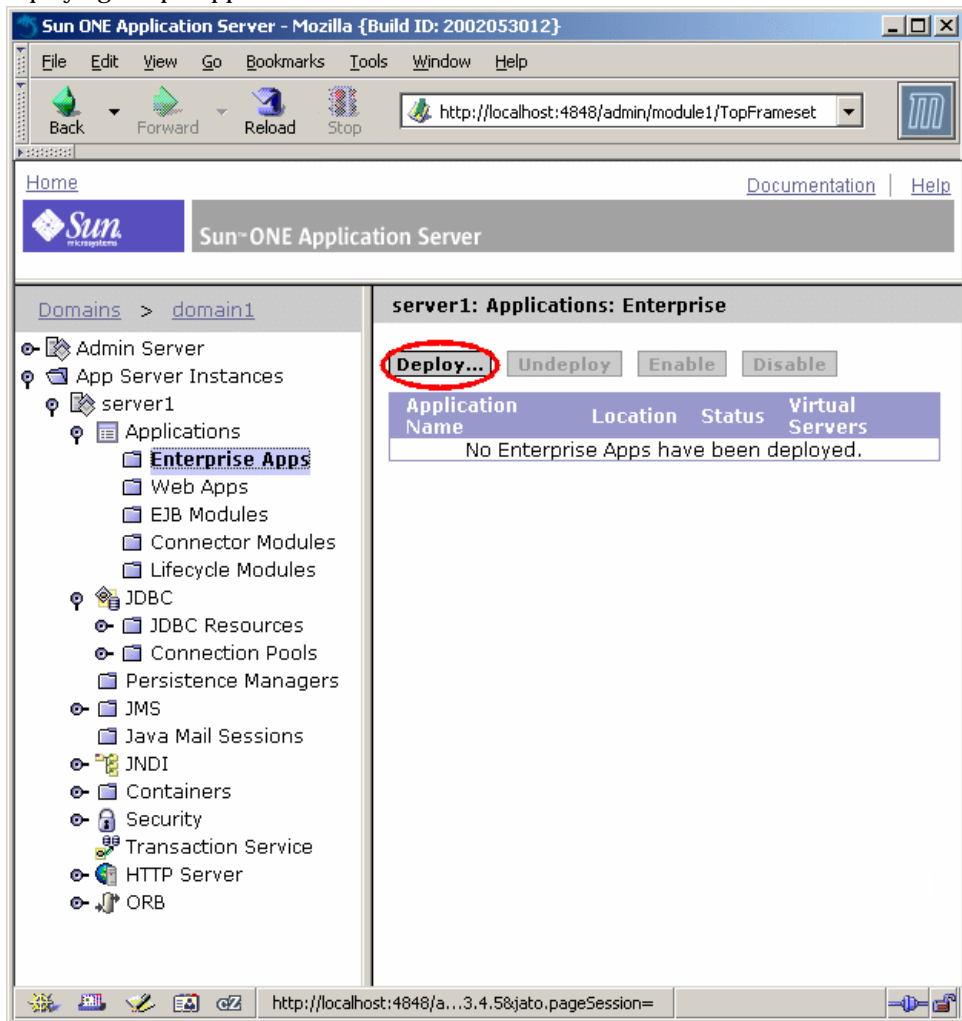 Sun ONE Application Server - Mozilla {Build ID: 2002053012}
File Edit View Go Bookmarks Tools Window Help
Back Forward Reload Stop http://localhost:4848/admin/module1/TopFrameset
Home Documentation | Help
Sun microsystems Sun™ ONE Application Server
Domains > domain1
Admin Server
App Server Instances
server1
Applications
Enterprise Apps
Web Apps
EJB Modules
Connector Modules
Lifecycle Modules
JDBC
JDBC Resources
Connection Pools
Persistence Managers
JMS
Java Mail Sessions
JNDI
Containers
Security
Transaction Service
HTTP Server
ORB
server1: Applications: Enterprise
Deploy... Undeploy Enable Disable
Application Name Location Status Virtual Servers
No Enterprise Apps have been deployed.
http://localhost:4848/a...3.4.5&jato.pageSession=